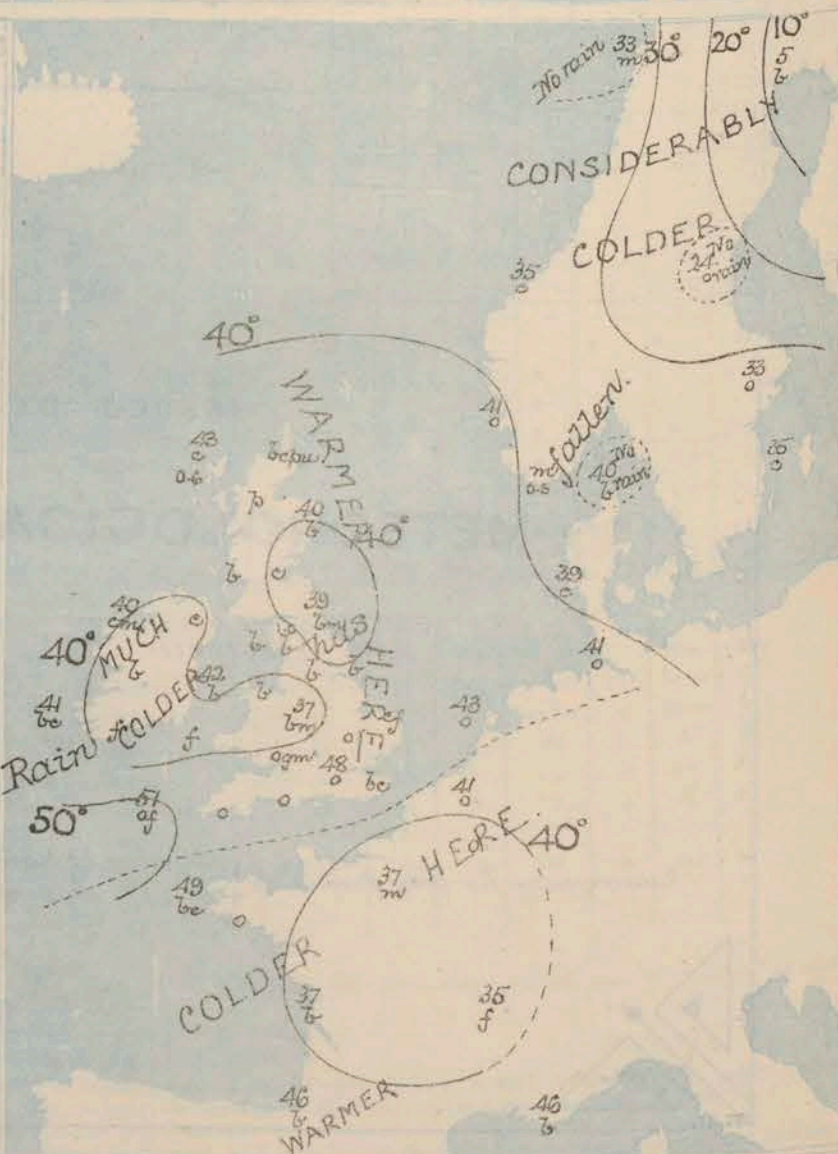 No rain
33
m
30°
20°
10°
5
b
CONSIDERABLY
COLDER
24 No
o rain
35
o
40°
33
o
WARMER
41
o
fallen.
43
c
0.6
bcpu
m
0.5
40 No
b rain
35
c
p
40
b
40°
b
c
39
c
40
cm
c
39
bm
has
b
b
40°
MUCH
b
COLDER
42
b
b
b
HERE
41
41
bc
37
bm
43
o
Rain
f
f
ogm
o
48
o
bc
41
o
50°
51
of
o
o
HERE.
40°
37
m
49
bc
o
COLDER
37
b
35
f
46
b
WARMER
46
b